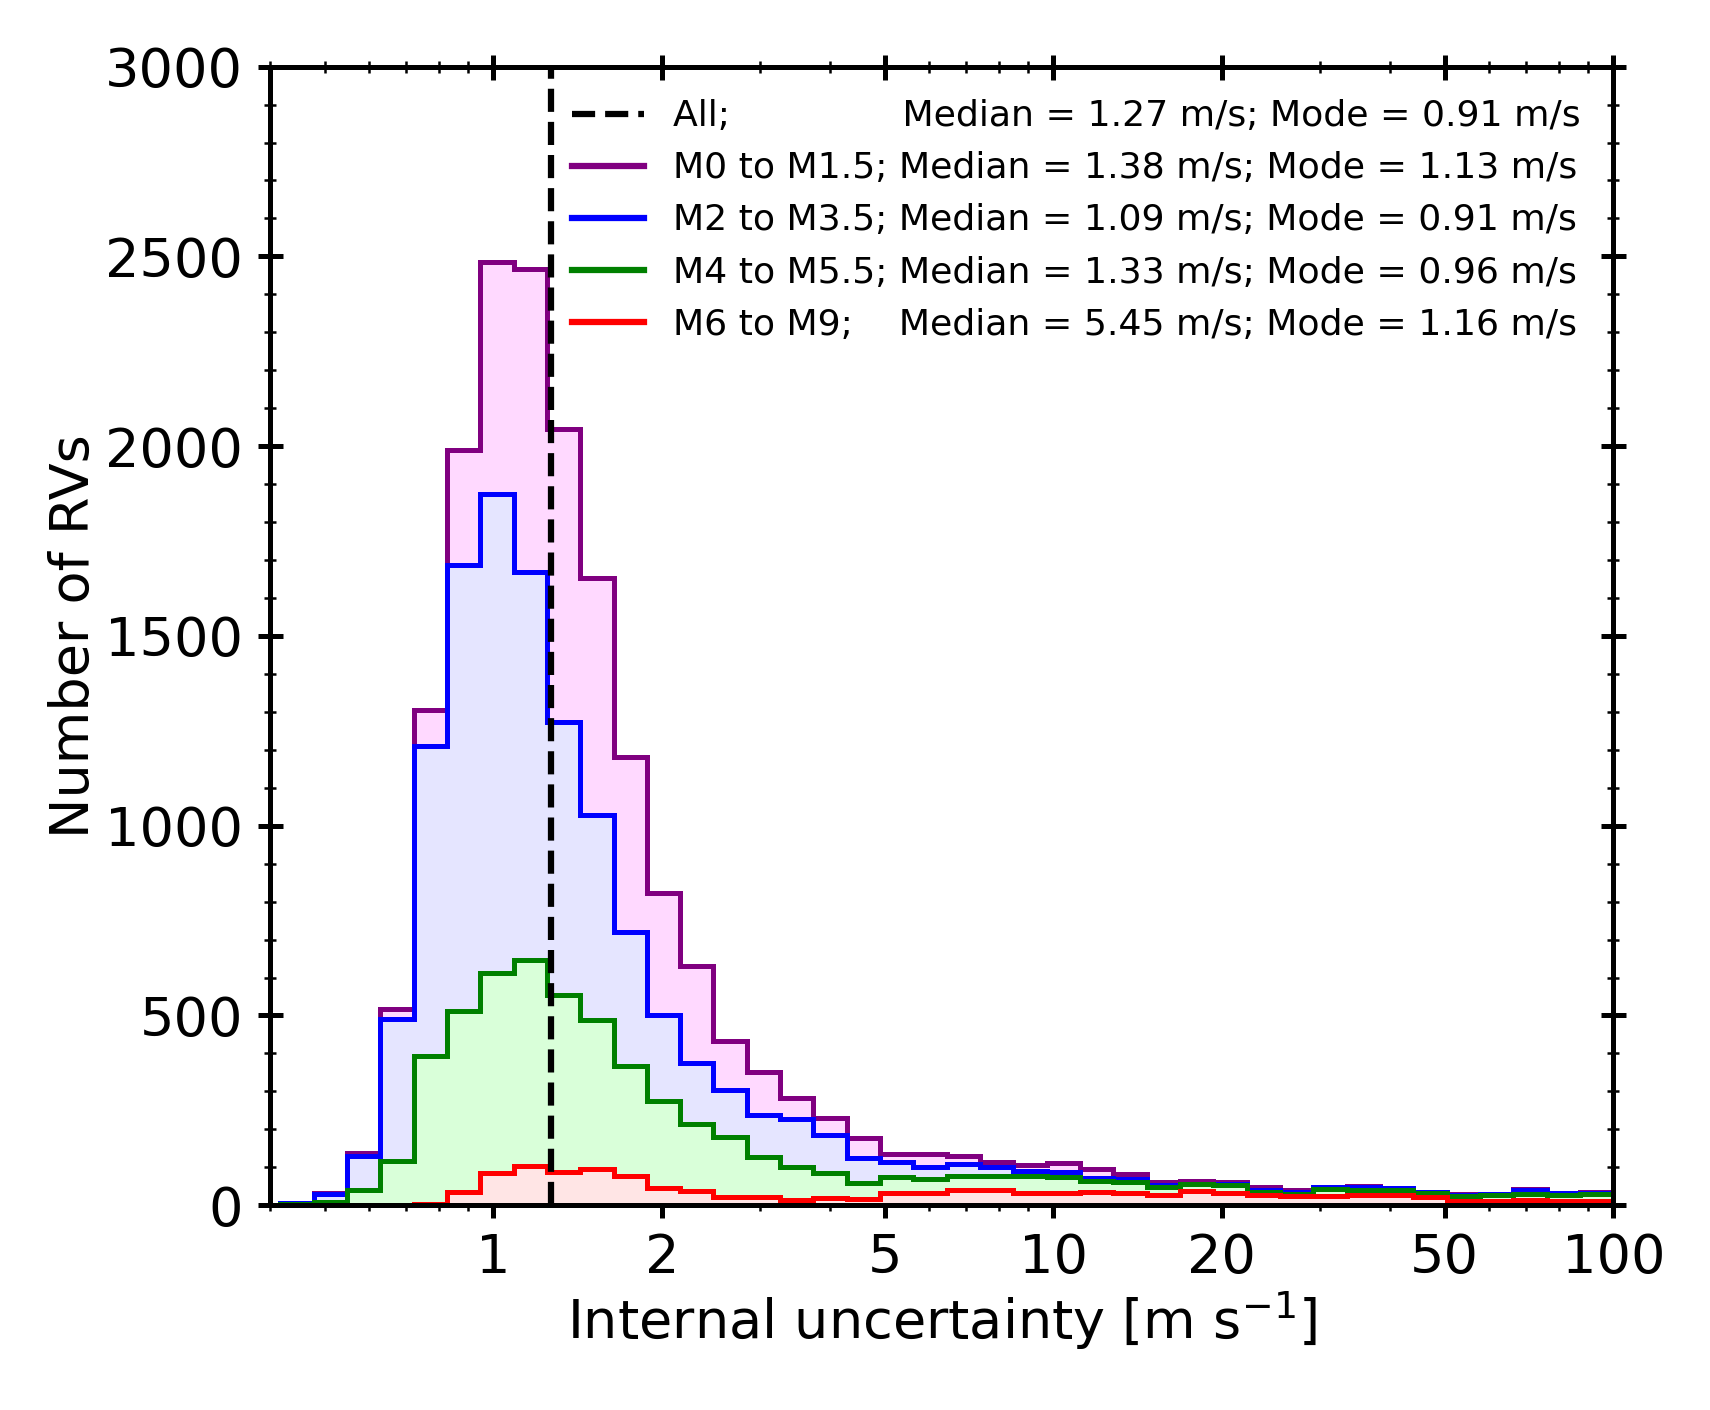 3000
2500
2000
1500
1000
500
0
Number of RVs
All; Median = 1.27 m/s; Mode = 0.91 m/s
M0 to M1.5; Median = 1.38 m/s; Mode = 1.13 m/s
M2 to M3.5; Median = 1.09 m/s; Mode = 0.91 m/s
M4 to M5.5; Median = 1.33 m/s; Mode = 0.96 m/s
M6 to M9; Median = 5.45 m/s; Mode = 1.16 m/s
1 2 5 10 20 50 100
Internal uncertainty [m s⁻¹]